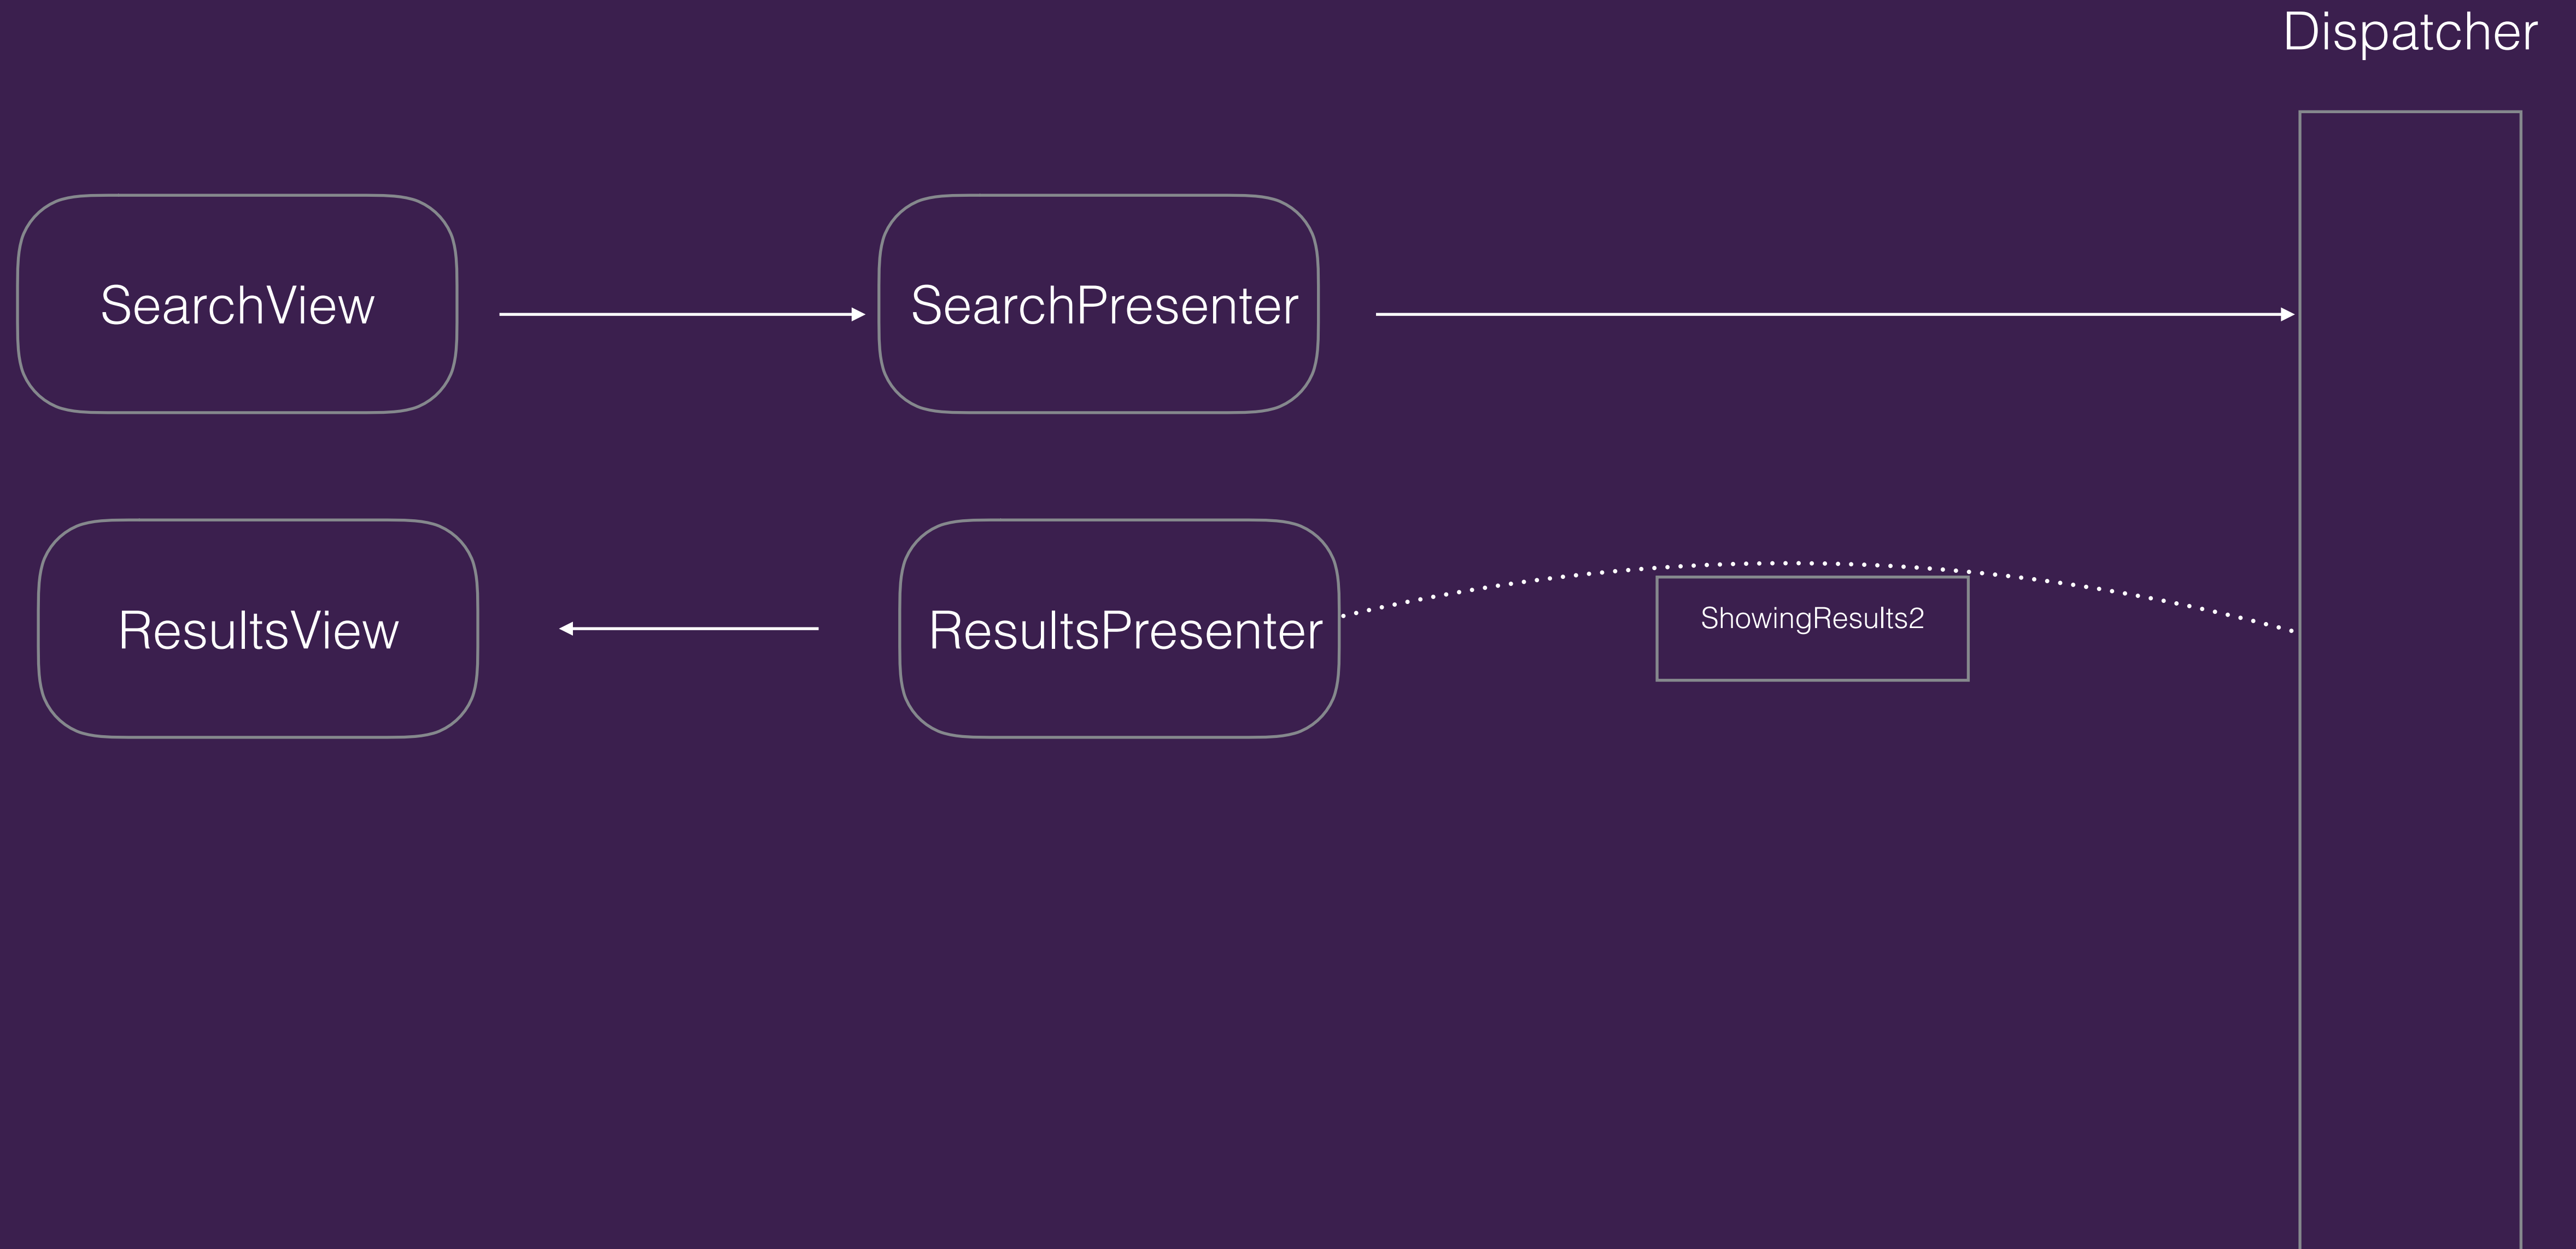 Dispatcher
SearchView
SearchPresenter
ResultsView
ResultsPresenter
ShowingResults2